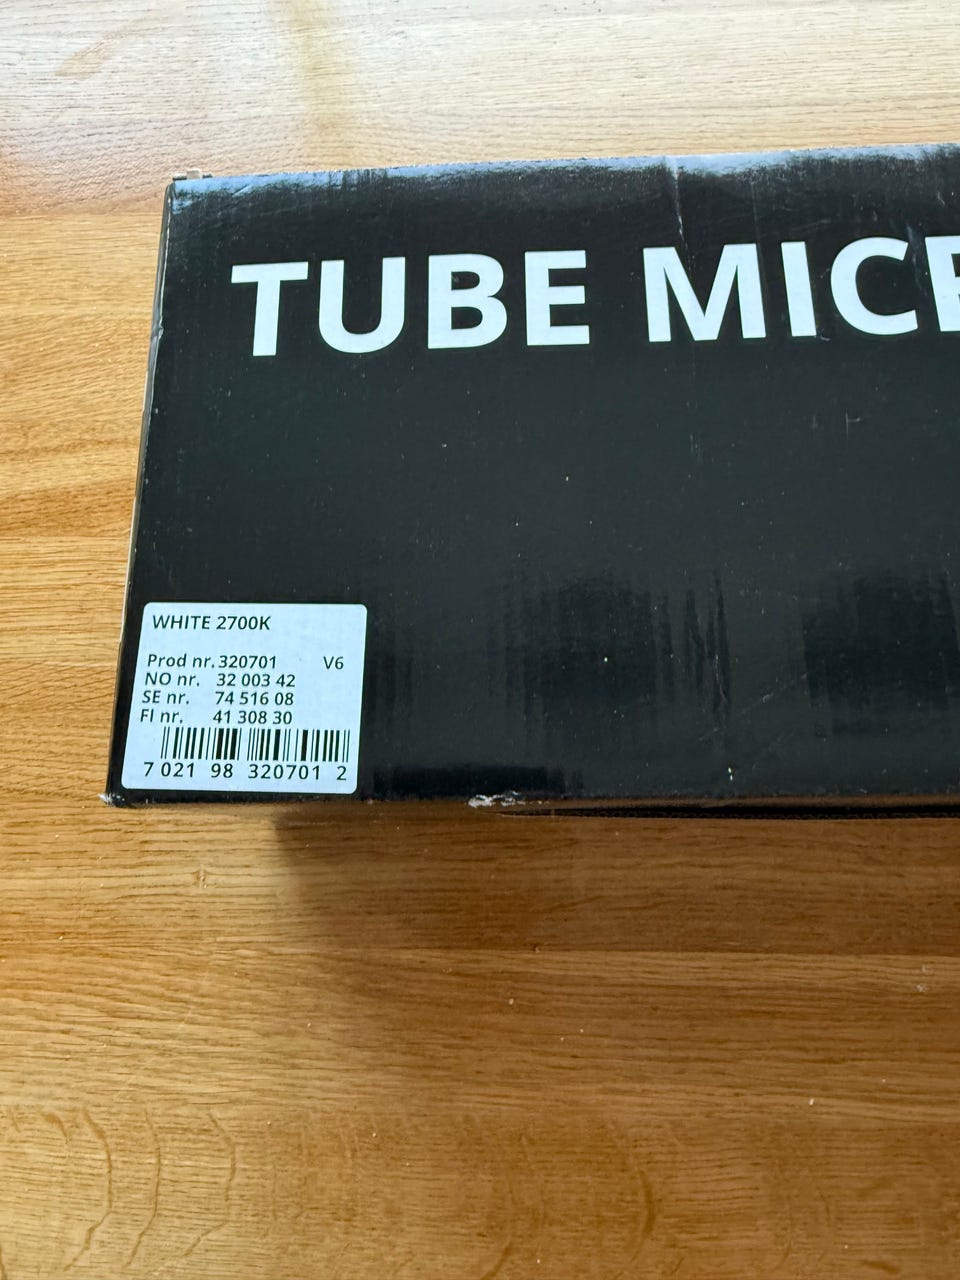 TUBE MICR
WHITE 2700K
Prod nr. 320701 V6
NO nr. 32 003 42
SE nr. 74 516 08
FI nr. 41 308 30
7 021 98 320701 2